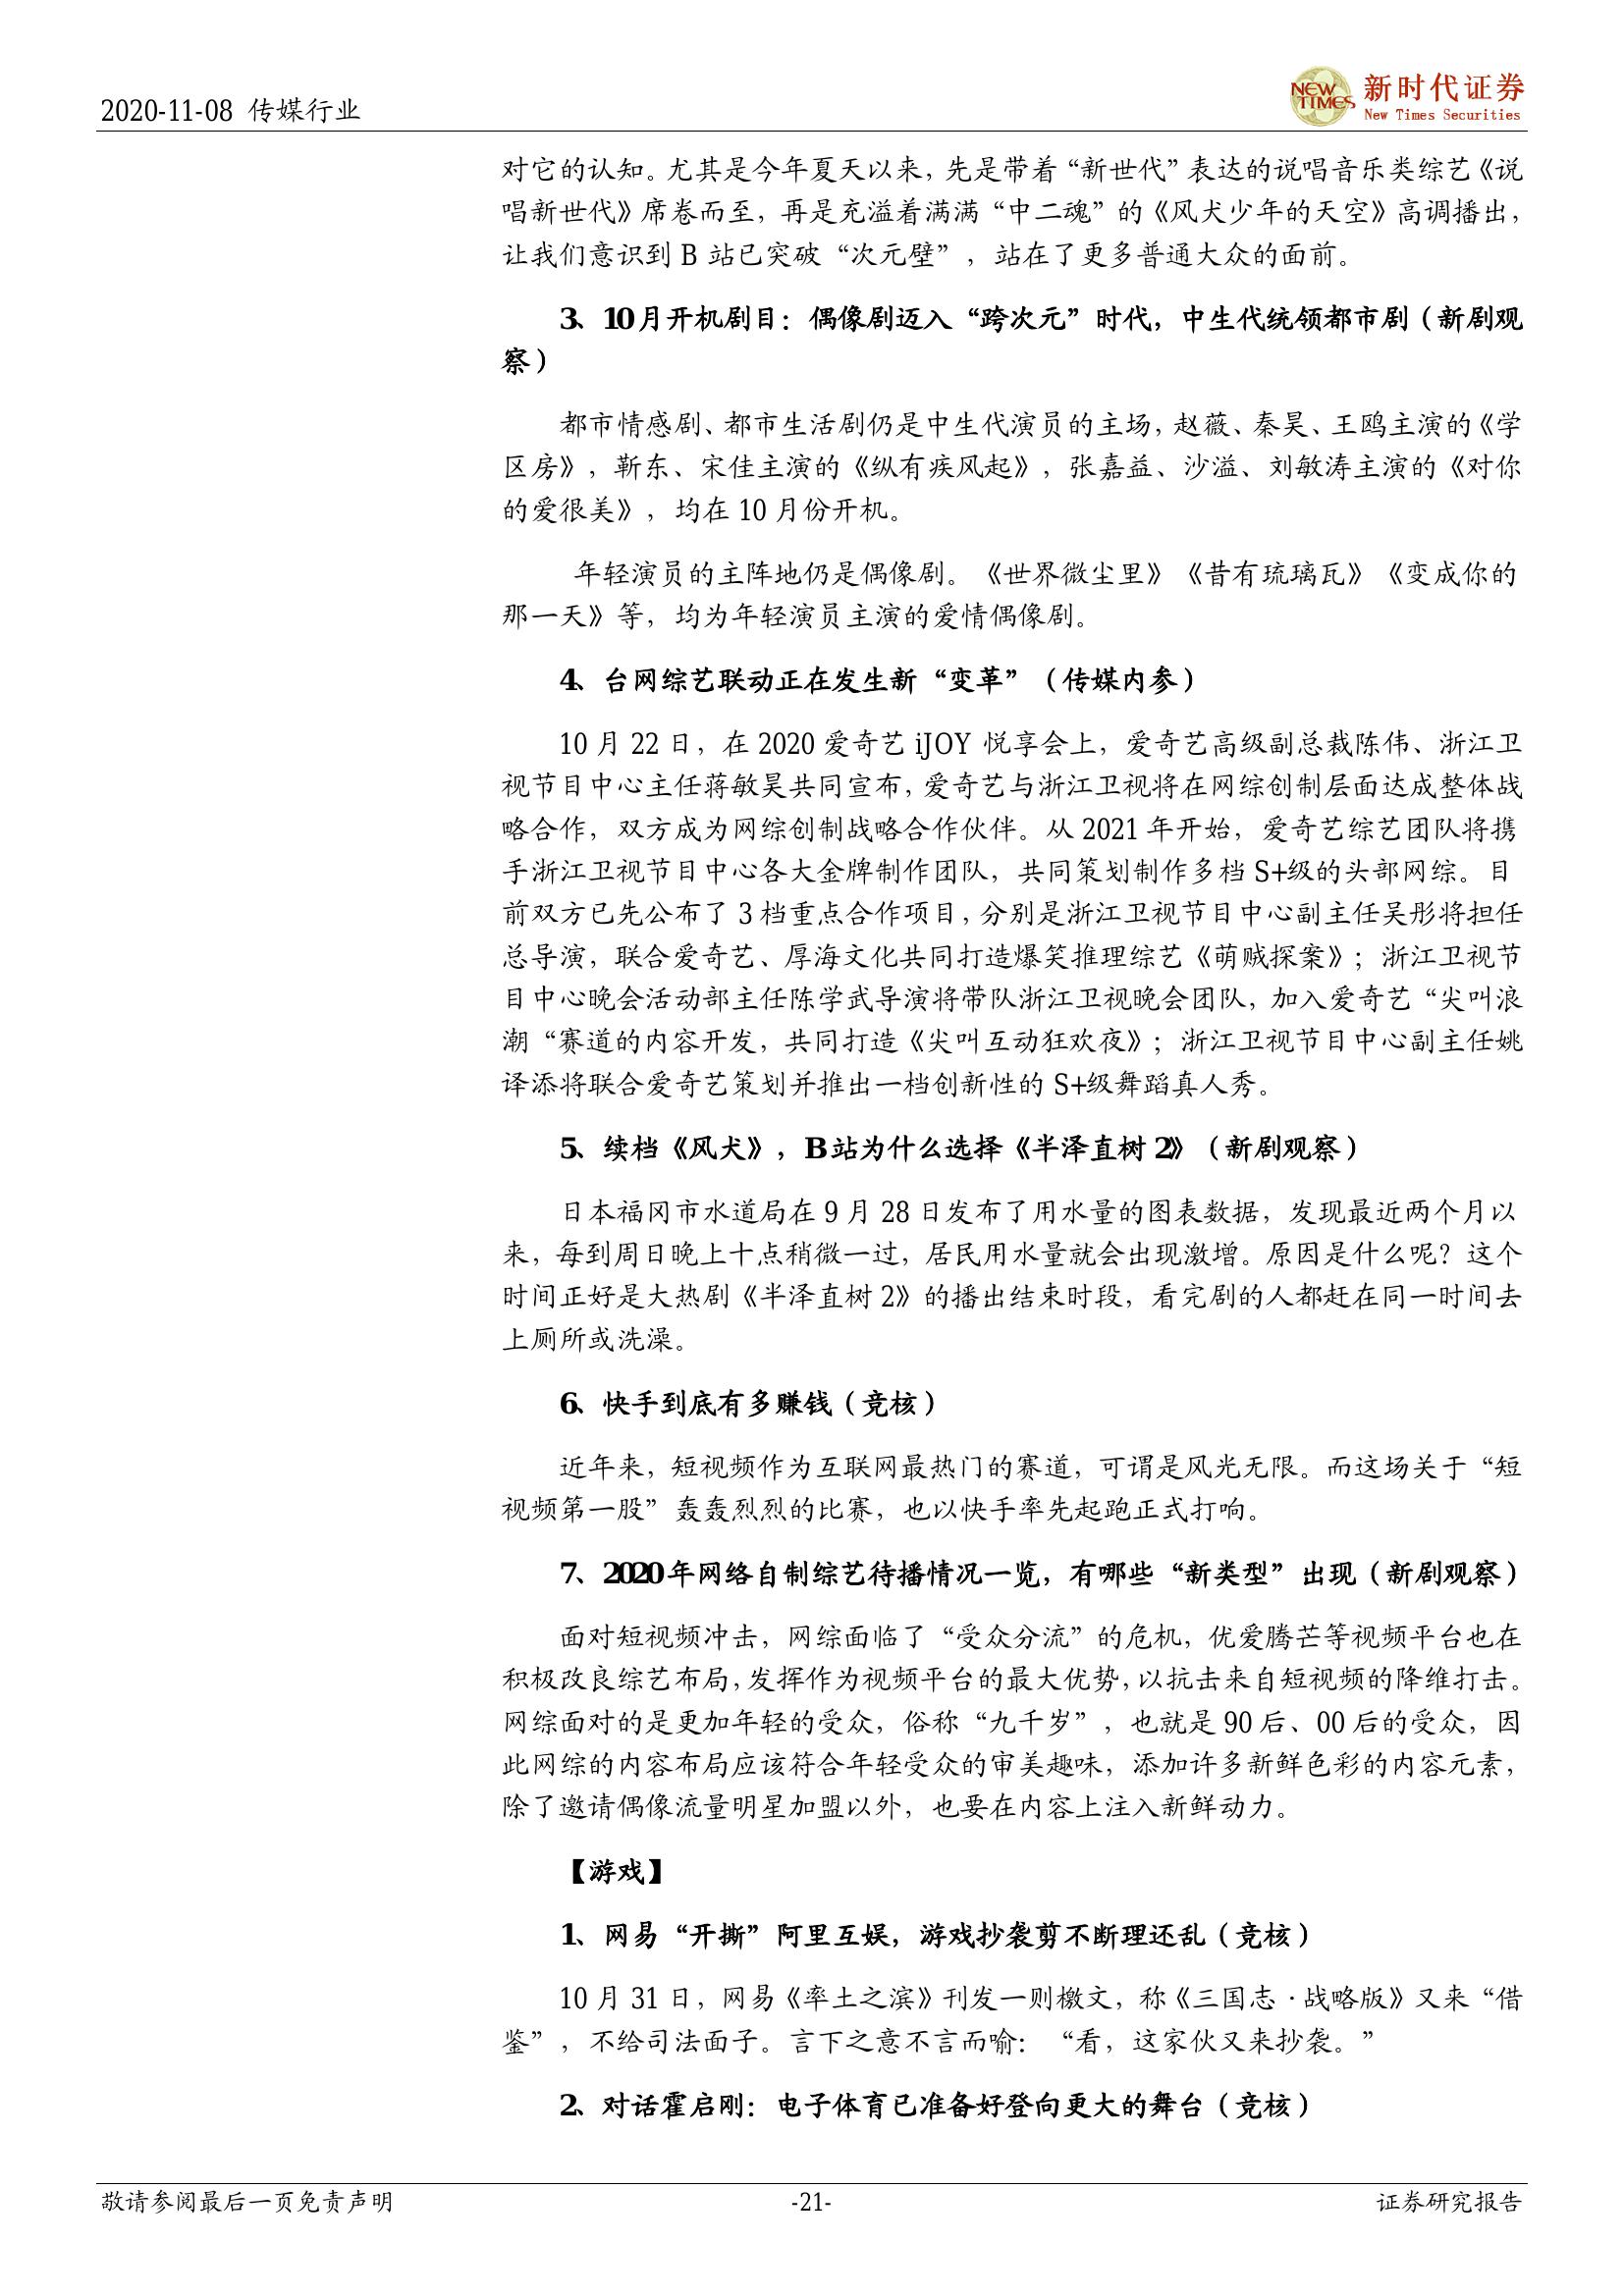 2020-11-08 传媒行业
NEW TIMES 新时代证券
New Times Securities
对它的认知。尤其是今年夏天以来，先是带着“新世代”表达的说唱音乐类综艺《说
唱新世代》席卷而至，再是充溢着满满“中二魂”的《风犬少年的天空》高调播出，
让我们意识到 B 站已突破“次元壁”，站在了更多普通大众的面前。
3、10 月开机剧目：偶像剧迈入“跨次元”时代，中生代统领都市剧（新剧观
察）
都市情感剧、都市生活剧仍是中生代演员的主场，赵薇、秦昊、王鸥主演的《学
区房》，靳东、宋佳主演的《纵有疾风起》，张嘉益、沙溢、刘敏涛主演的《对你
的爱很美》，均在 10 月份开机。
年轻演员的主阵地仍是偶像剧。《世界微尘里》《昔有琉璃瓦》《变成你的
那一天》等，均为年轻演员主演的爱情偶像剧。
4、台网综艺联动正在发生新“变革”（传媒内参）
10 月 22 日，在 2020 爱奇艺 iJOY 悦享会上，爱奇艺高级副总裁陈伟、浙江卫
视节目中心主任蒋敏昊共同宣布，爱奇艺与浙江卫视将在网综创制层面达成整体战
略合作，双方成为网综创制战略合作伙伴。从 2021 年开始，爱奇艺综艺团队将携
手浙江卫视节目中心各大金牌制作团队，共同策划制作多档 S+级的头部网综。目
前双方已先公布了 3 档重点合作项目，分别是浙江卫视节目中心副主任吴彤将担任
总导演，联合爱奇艺、厚海文化共同打造爆笑推理综艺《萌贼探案》；浙江卫视节
目中心晚会活动部主任陈学武导演将带队浙江卫视晚会团队，加入爱奇艺“尖叫浪
潮“赛道的内容开发，共同打造《尖叫互动狂欢夜》；浙江卫视节目中心副主任姚
译添将联合爱奇艺策划并推出一档创新性的 S+级舞蹈真人秀。
5、续档《风犬》，B 站为什么选择《半泽直树 2》（新剧观察）
日本福冈市水道局在 9 月 28 日发布了用水量的图表数据，发现最近两个月以
来，每到周日晚上十点稍微一过，居民用水量就会出现激增。原因是什么呢？这个
时间正好是大热剧《半泽直树 2》的播出结束时段，看完剧的人都赶在同一时间去
上厕所或洗澡。
6、快手到底有多赚钱（竞核）
近年来，短视频作为互联网最热门的赛道，可谓是风光无限。而这场关于“短
视频第一股”轰轰烈烈的比赛，也以快手率先起跑正式打响。
7、2020 年网络自制综艺待播情况一览，有哪些“新类型”出现（新剧观察）
面对短视频冲击，网综面临了“受众分流”的危机，优爱腾芒等视频平台也在
积极改良综艺布局，发挥作为视频平台的最大优势，以抗击来自短视频的降维打击。
网综面对的是更加年轻的受众，俗称“九千岁”，也就是 90 后、00 后的受众，因
此网综的内容布局应该符合年轻受众的审美趣味，添加许多新鲜色彩的内容元素，
除了邀请偶像流量明星加盟以外，也要在内容上注入新鲜动力。
【游戏】
1、网易“开撕”阿里互娱，游戏抄袭剪不断理还乱（竞核）
10 月 31 日，网易《率土之滨》刊发一则檄文，称《三国志·战略版》又来“借
鉴”，不给司法面子。言下之意不言而喻：“看，这家伙又来抄袭。”
2、对话霍启刚：电子体育已准备好登向更大的舞台（竞核）
敬请参阅最后一页免责声明 -21- 证券研究报告